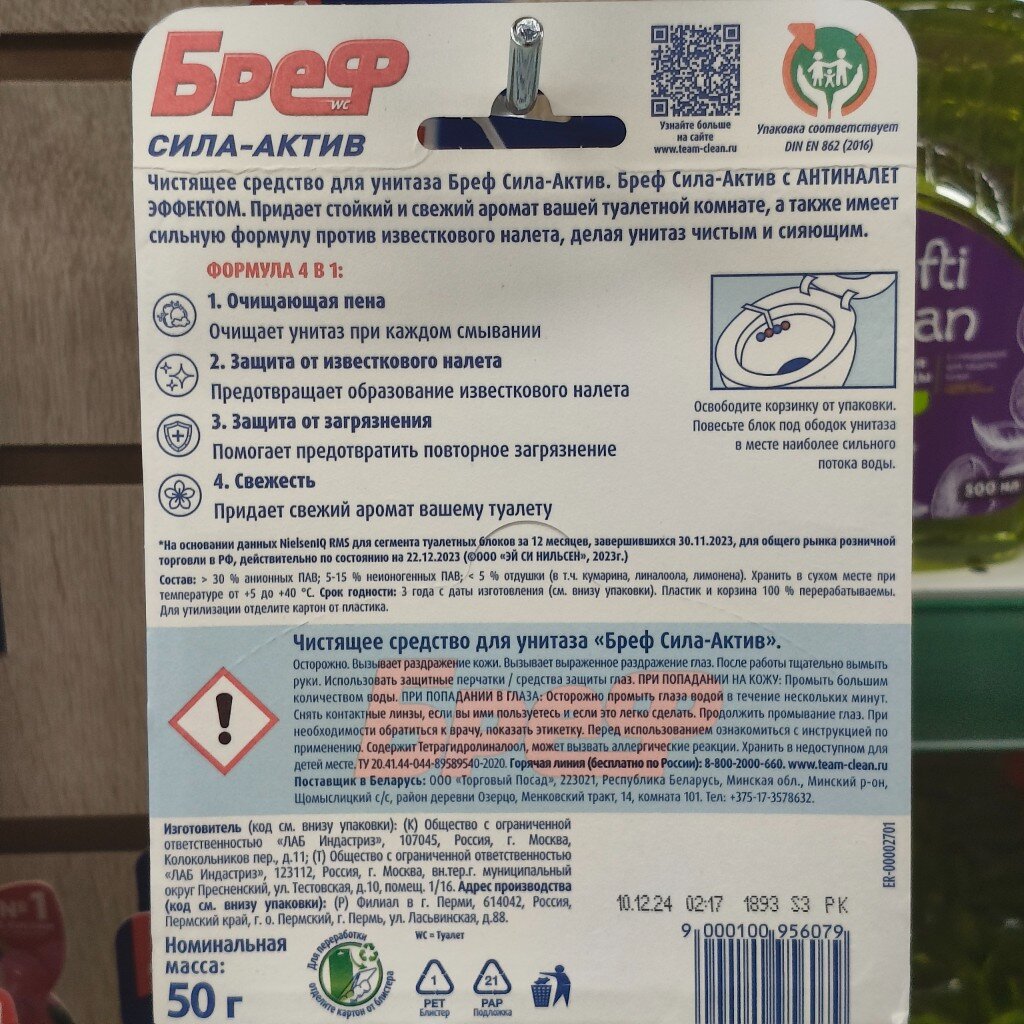 Бреф
WC
СИЛА-АКТИВ
Узнайте больше
на сайте
www.team-clean.ru
Упаковка соответствует
DIN EN 862 (2016)
Чистящее средство для унитаза Бреф Сила-Актив. Бреф Сила-Актив с АНТИНАЛЕТ
ЭФФЕКТОМ. Придает стойкий и свежий аромат вашей туалетной комнате, а также имеет
сильную формулу против известкового налета, делая унитаз чистым и сияющим.
ФОРМУЛА 4 В 1:
1. Очищающая пена
Очищает унитаз при каждом смывании
2. Защита от известкового налета
Предотвращает образование известкового налета
3. Защита от загрязнения
Помогает предотвратить повторное загрязнение
4. Свежесть
Придает свежий аромат вашему туалету
Освободите корзинку от упаковки.
Повесьте блок под ободок унитаза
в месте наиболее сильного
потока воды.
*На основании данных NielsenIQ RMS для сегмента туалетных блоков за 12 месяцев, завершившихся 30.11.2023, для общего рынка розничной
торговли в РФ, действительно по состоянию на 22.12.2023 (©ООО «ЭЙ СИ НИЛЬСЕН», 2023г.)
Состав: > 30 % анионных ПАВ; 5-15 % неионогенных ПАВ; < 5 % отдушки (в т.ч. кумарина, линалоола, лимонена). Хранить в сухом месте при
температуре от +5 до +40 °С. Срок годности: 3 года с даты изготовления (см. внизу упаковки). Пластик и корзина 100 % перерабатываемы.
Для утилизации отделите картон от пластика.
Чистящее средство для унитаза «Бреф Сила-Актив».
Осторожно. Вызывает раздражение кожи. Вызывает выраженное раздражение глаз. После работы тщательно вымыть
руки. Использовать защитные перчатки / средства защиты глаз. ПРИ ПОПАДАНИИ НА КОЖУ: Промыть большим
количеством воды. ПРИ ПОПАДАНИИ В ГЛАЗА: Осторожно промыть глаза водой в течение нескольких минут.
Снять контактные линзы, если вы ими пользуетесь и если это легко сделать. Продолжить промывание глаз. При
необходимости обратиться к врачу, показать этикетку. Перед использованием ознакомиться с инструкцией по
применению. Содержит Тетрагидролиналоол, может вызвать аллергические реакции. Хранить в недоступном для
детей месте. ТУ 20.41.44-044-89589540-2020. Горячая линия (бесплатно по России): 8-800-2000-660. www.team-clean.ru
Поставщик в Беларусь: ООО "Торговый Посад", 223021, Республика Беларусь, Минская обл., Минский р-он,
Щомыслицкий с/с, район деревни Озерцо, Менковский тракт, 14, комната 101. Тел: +375-17-3578632.
Изготовитель (код см. внизу упаковки): (К) Общество с ограниченной
ответственностью «ЛАБ Индастриз», 107045, Россия, г. Москва,
Колокольников пер., д.11; (Т) Общество с ограниченной ответственностью
«ЛАБ Индастриз», 123112, Россия, г. Москва, вн.тер.г. муниципальный
округ Пресненский, ул. Тестовская, д.10, помещ. 1/16. Адрес производства
(код см. внизу упаковки): (Р) Филиал в г. Перми, 614042, Россия,
Пермский край, г. о. Пермский, г. Пермь, ул. Ласьвинская, д.88.
ER-00002701
10.12.24 02:17 1893 S3 PK
9 000100 956079
Номинальная
масса:
50 г
Для переработки
отделите картон от блистера
WC = Туалет
1
PET
Блистер
21
PAP
Подложка
fti
an
500 мл
№1